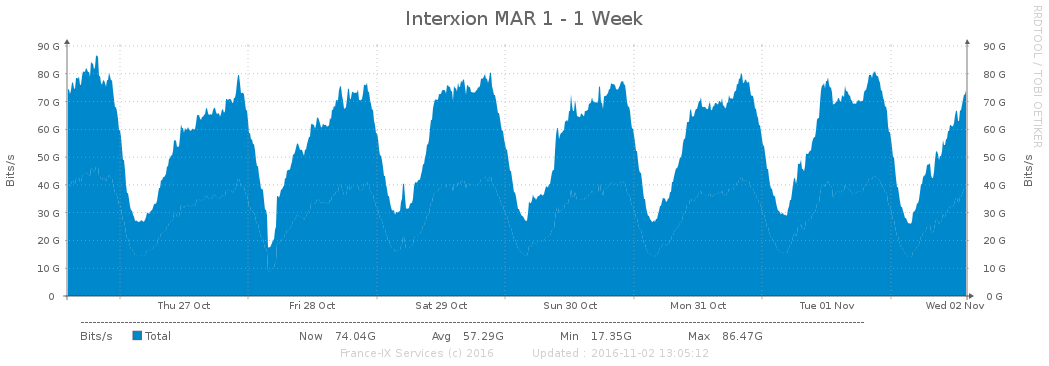 Interxion MAR 1 - 1 Week
RRDTOOL / TOBI OETIKER
Bits/s
90 G
80 G
70 G
60 G
50 G
40 G
30 G
20 G
10 G
0
90 G
80 G
70 G
60 G
50 G
40 G
30 G
20 G
10 G
0 G
Bits/s
Thu 27 Oct Fri 28 Oct Sat 29 Oct Sun 30 Oct Mon 31 Oct Tue 01 Nov Wed 02 Nov
Bits/s Total Now 74.04G Avg 57.29G Min 17.35G Max 86.47G
France-IX Services (c) 2016 Updated : 2016-11-02 13:05:12